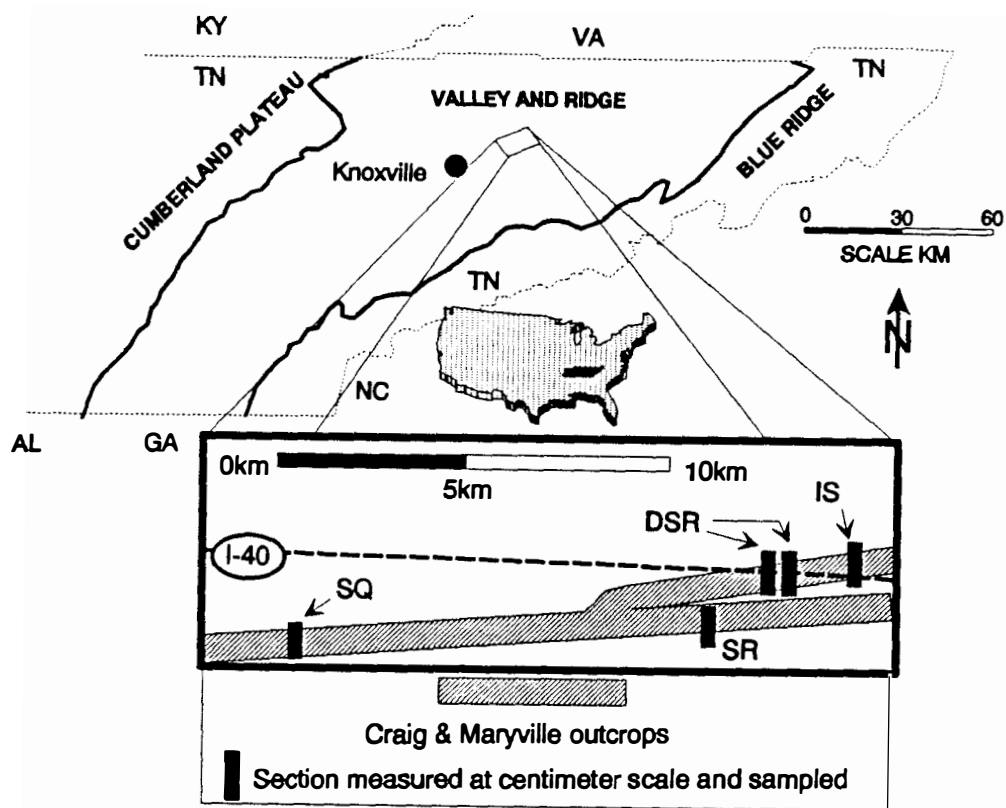 KY
VA
TN
TN
CUMBERLAND PLATEAU
VALLEY AND RIDGE
BLUE RIDGE
Knoxville
0 30 60
SCALE KM
TN
N
NC
AL
GA
0km
10km
5km
IS
DSR
I-40
SQ
SR
Craig & Maryville outcrops
Section measured at centimeter scale and sampled